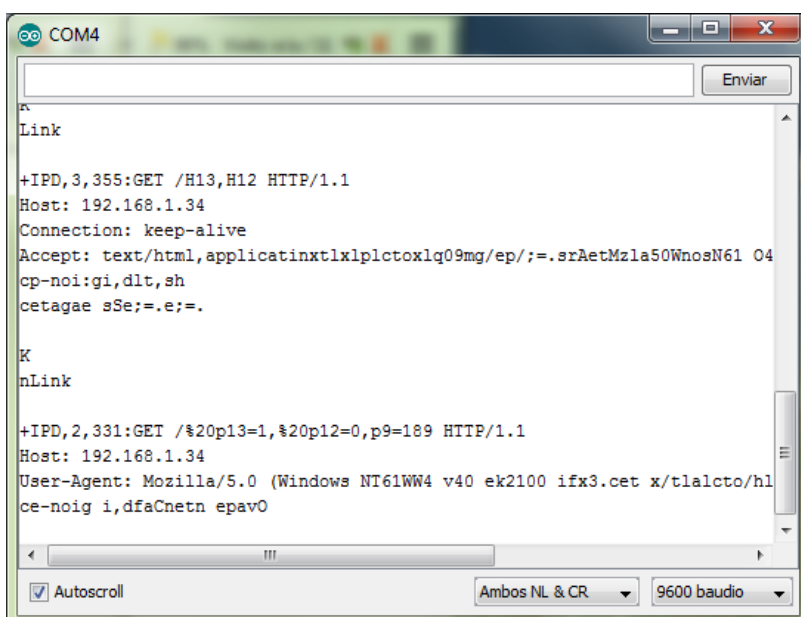 COM4
Enviar
Link
+IPD,3,355:GET /H13,H12 HTTP/1.1
Host: 192.168.1.34
Connection: keep-alive
Accept: text/html,applicatinxtlxlplctoxlq09mg/ep/;=.srAetMzla50WnosN61 O4
cp-noi:gi,dlt,sh
cetagae sSe;=.e;=.
K
nLink
+IPD,2,331:GET /%20p13=1,%20p12=0,p9=189 HTTP/1.1
Host: 192.168.1.34
User-Agent: Mozilla/5.0 (Windows NT61WW4 v40 ek2100 ifx3.cet x/tlalcto/hl
ce-noig i,dfaCnetn epavO
Autoscroll
Ambos NL & CR
9600 baudio